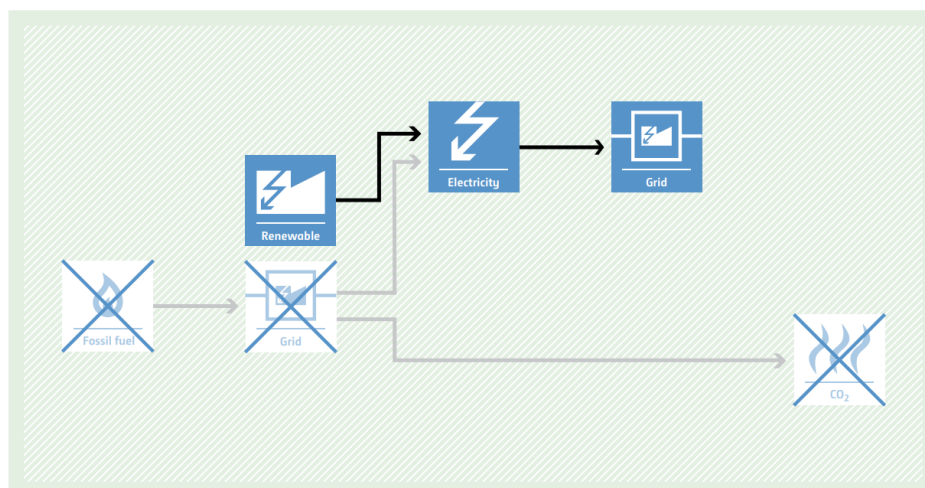 Electricity
Grid
Renewable
Fossil fuel
Grid
CO₂